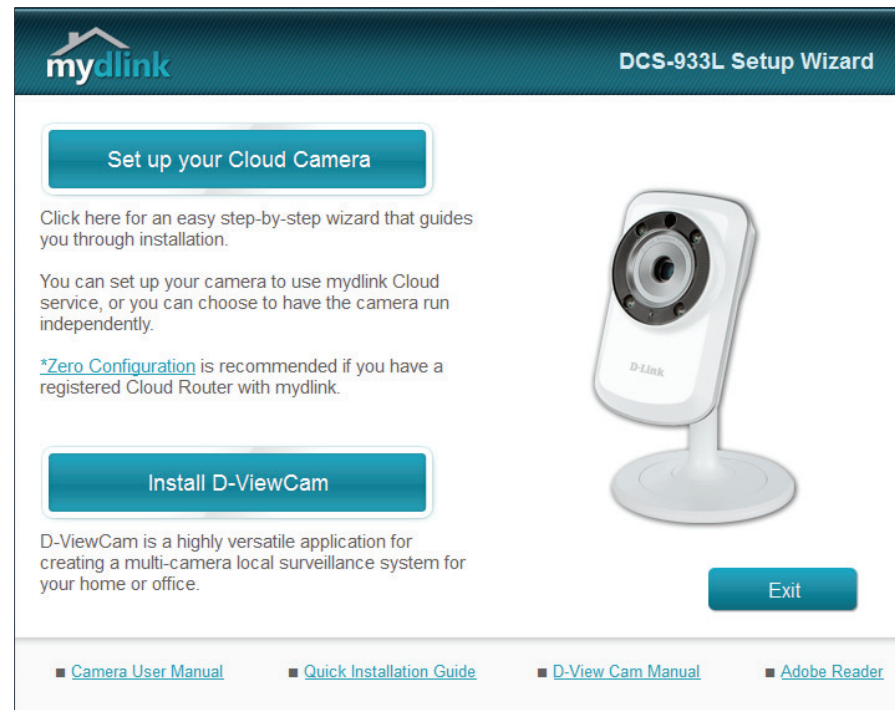 mydlink
DCS-933L Setup Wizard
Set up your Cloud Camera
Click here for an easy step-by-step wizard that guides
you through installation.
You can set up your camera to use mydlink Cloud
service, or you can choose to have the camera run
independently.
*Zero Configuration is recommended if you have a
registered Cloud Router with mydlink.
D-Link
Install D-ViewCam
D-ViewCam is a highly versatile application for
creating a multi-camera local surveillance system for
your home or office.
Exit
Camera User Manual
Quick Installation Guide
D-View Cam Manual
Adobe Reader